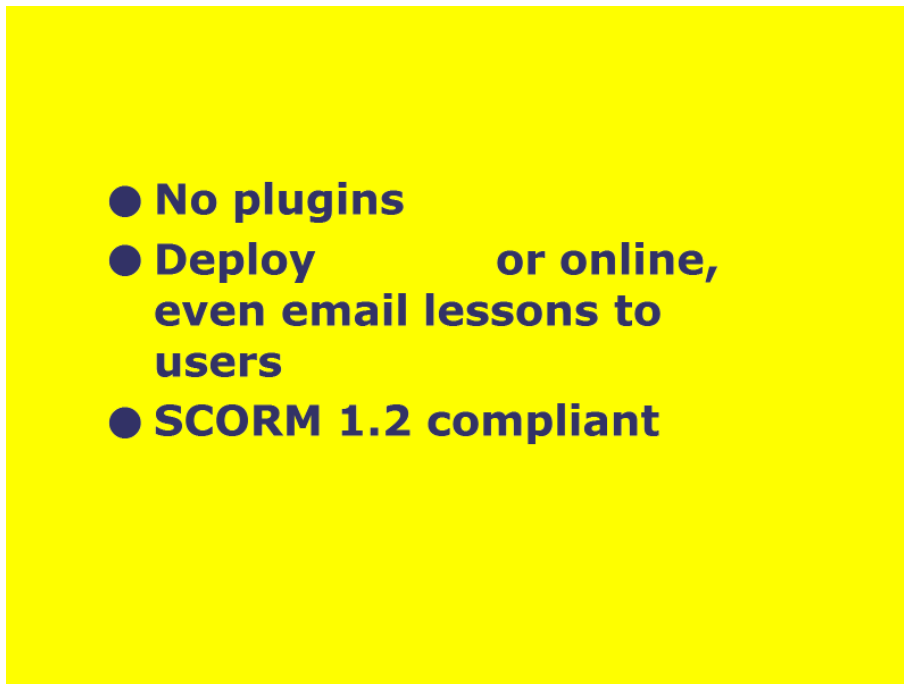 ● No plugins
● Deploy or online,
even email lessons to
users
● SCORM 1.2 compliant